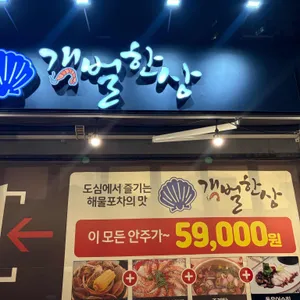 갯벌한상
도심에서 즐기는
해물포차의 맛
갯벌한상
이 모든 안주가~ 59,000원